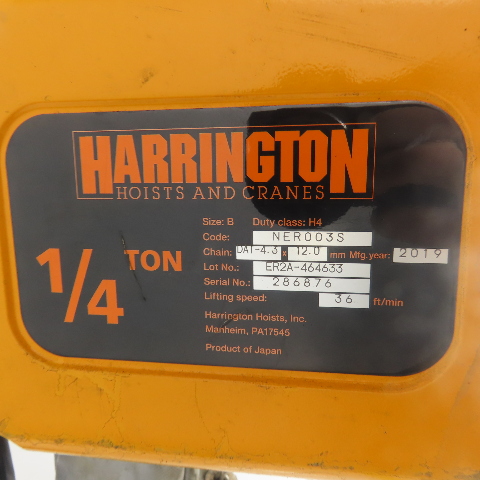 HARRINGTON
HOISTS AND CRANES
1/4 TON
Size: B Duty class: H4
Code: NER003S
Chain: DAT-4.3 x 12.0 mm Mfg.year: 2019
Lot No.: ER2A-464633
Serial No.: 286876
Lifting speed: 36 ft/min
Harrington Hoists, Inc.
Manheim, PA17545
Product of Japan